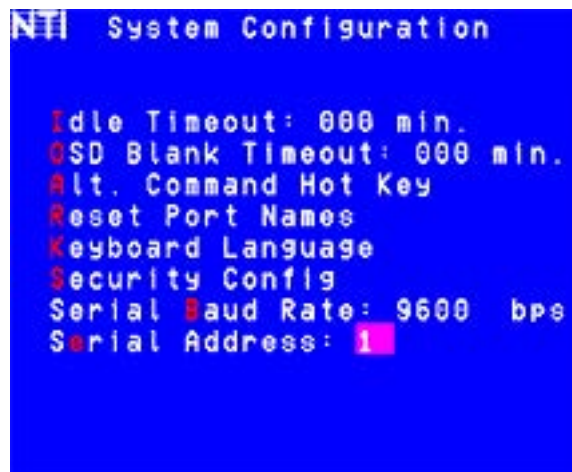 NTI System Configuration
Idle Timeout: 000 min.
OSD Blank Timeout: 000 min.
Alt. Command Hot Key
Reset Port Names
Keyboard Language
Security Config
Serial Baud Rate: 9600 bps
Serial Address: 1